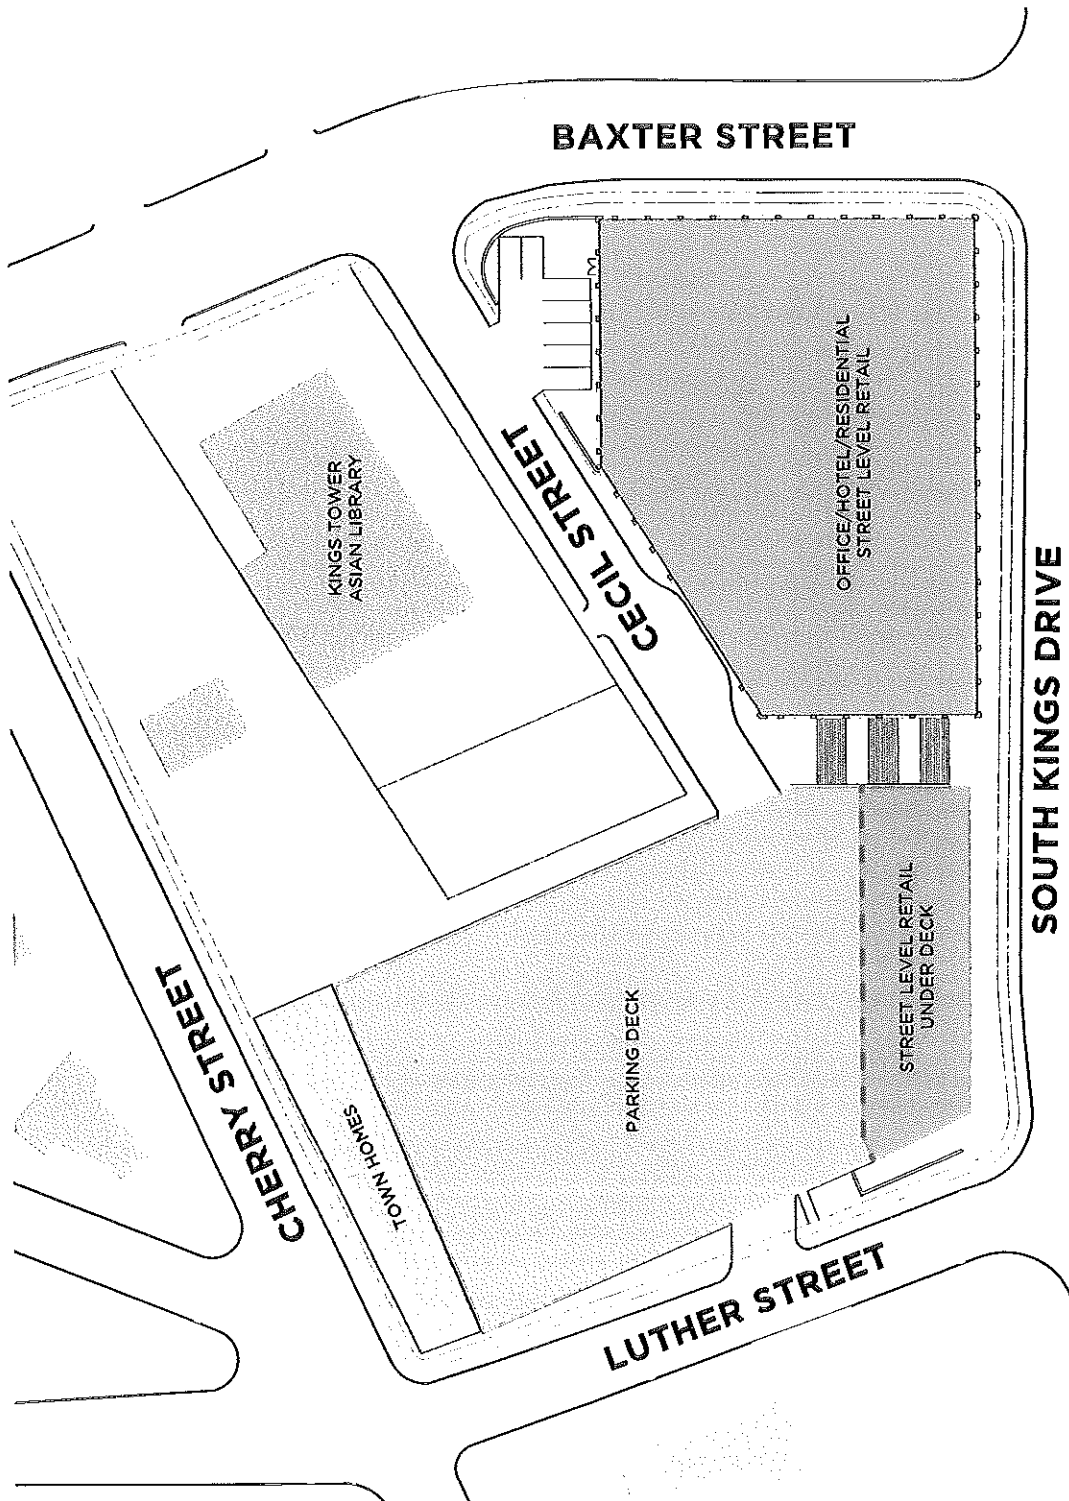 BAXTER STREET
OFFICE/HOTEL/RESIDENTIAL
STREET LEVEL RETAIL
KINGS TOWER
ASIAN LIBRARY
CECIL STREET
SOUTH KINGS DRIVE
STREET LEVEL RETAIL
UNDER DECK
PARKING DECK
CHERRY STREET
TOWN HOMES
LUTHER STREET